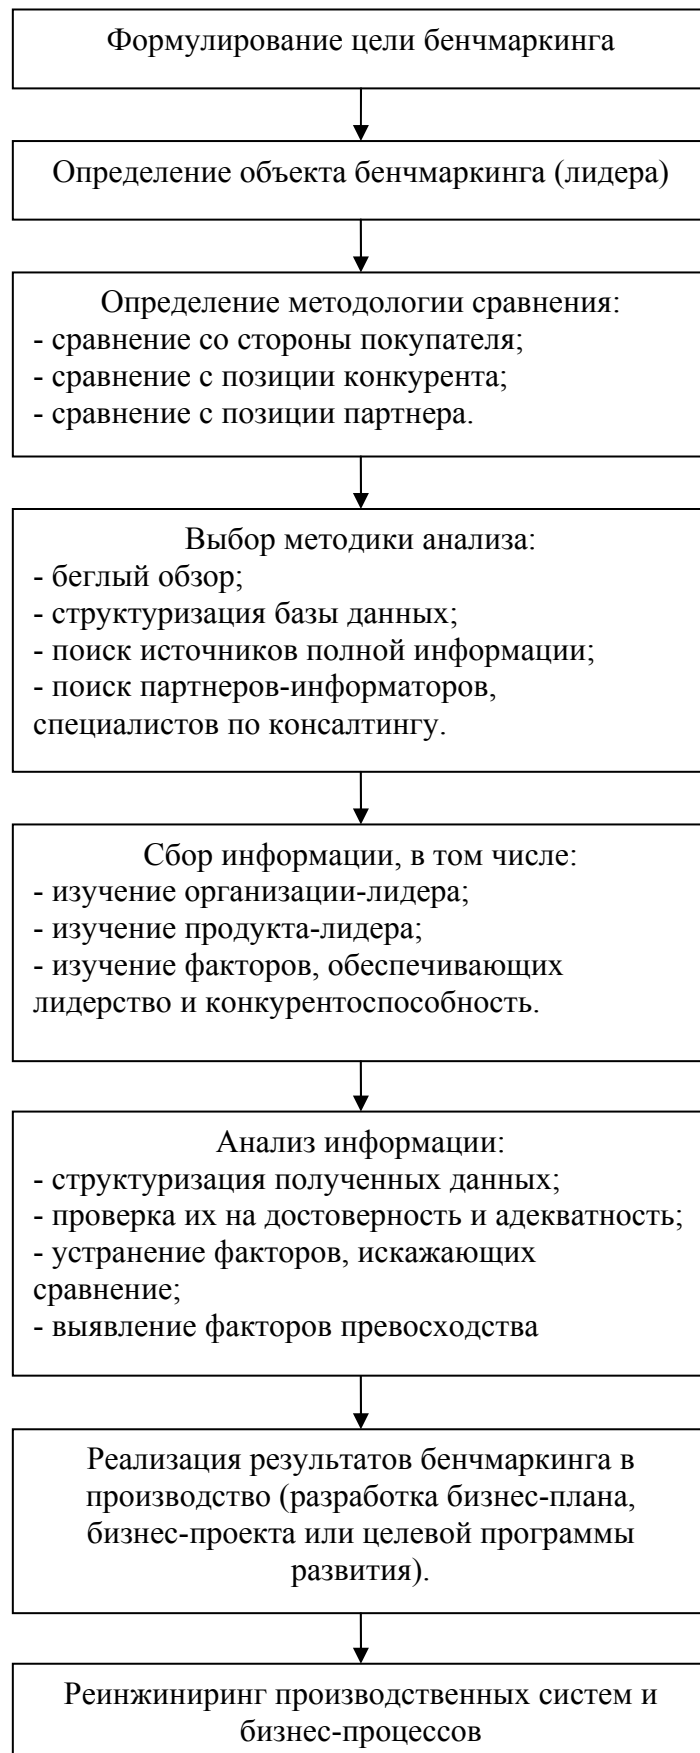 Формулирование цели бенчмаркинга
Определение объекта бенчмаркинга (лидера)
Определение методологии сравнения:
- сравнение со стороны покупателя;
- сравнение с позиции конкурента;
- сравнение с позиции партнера.
Выбор методики анализа:
- беглый обзор;
- структуризация базы данных;
- поиск источников полной информации;
- поиск партнеров-информаторов,
специалистов по консалтингу.
Сбор информации, в том числе:
- изучение организации-лидера;
- изучение продукта-лидера;
- изучение факторов, обеспечивающих
лидерство и конкурентоспособность.
Анализ информации:
- структуризация полученных данных;
- проверка их на достоверность и адекватность;
- устранение факторов, искажающих
сравнение;
- выявление факторов превосходства
Реализация результатов бенчмаркинга в
производство (разработка бизнес-плана,
бизнес-проекта или целевой программы
развития).
Реинжиниринг производственных систем и
бизнес-процессов